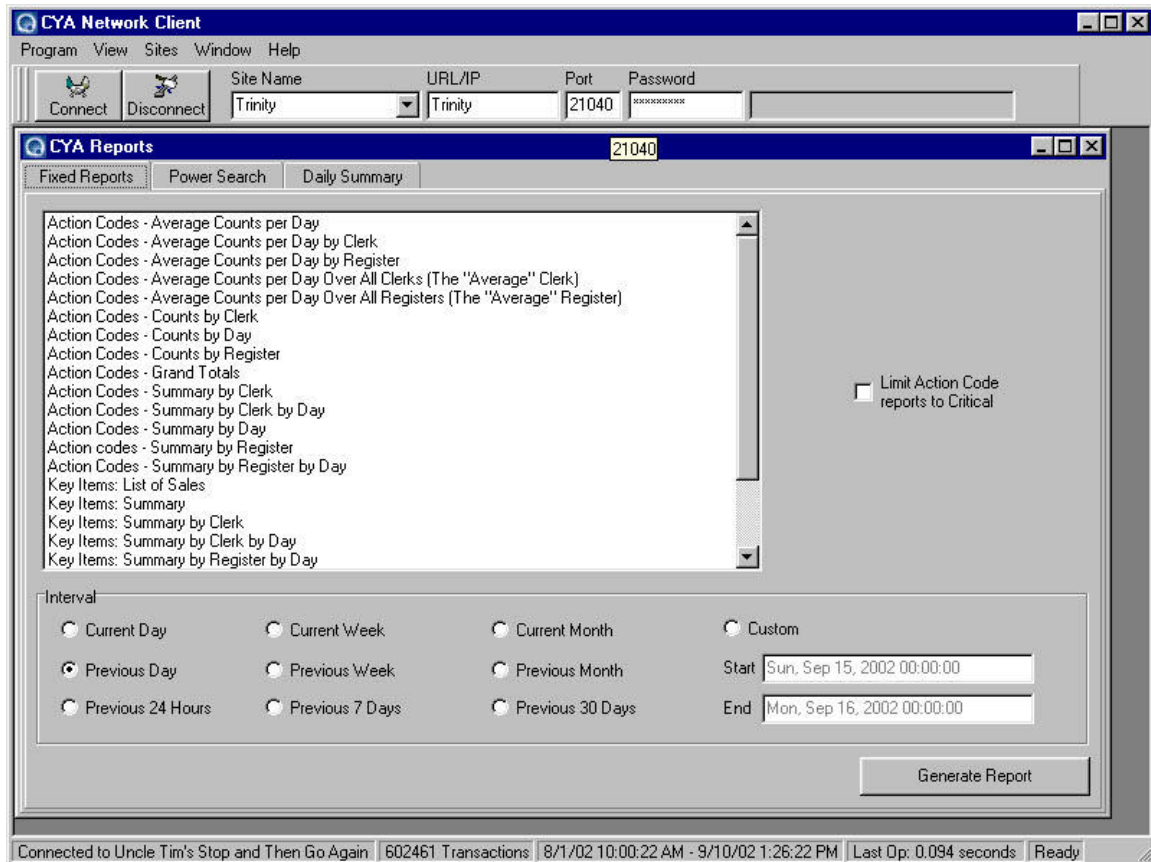 CYA Network Client
Program View Sites Window Help
Site Name URL/IP Port Password
Connect Disconnect Trinity Trinity 21040 *********
CYA Reports 21040
Fixed Reports Power Search Daily Summary
Action Codes - Average Counts per Day
Action Codes - Average Counts per Day by Clerk
Action Codes - Average Counts per Day by Register
Action Codes - Average Counts per Day Over All Clerks (The "Average" Clerk)
Action Codes - Average Counts per Day Over All Registers (The "Average" Register)
Action Codes - Counts by Clerk
Action Codes - Counts by Day
Action Codes - Counts by Register
Action Codes - Grand Totals
Action Codes - Summary by Clerk
Action Codes - Summary by Clerk by Day
Action Codes - Summary by Day
Action codes - Summary by Register
Action Codes - Summary by Register by Day
Key Items: List of Sales
Key Items: Summary
Key Items: Summary by Clerk
Key Items: Summary by Clerk by Day
Key Items: Summary by Register by Day
Limit Action Code
reports to Critical
Interval
Current Day Current Week Current Month Custom
Previous Day Previous Week Previous Month Start Sun, Sep 15, 2002 00:00:00
Previous 24 Hours Previous 7 Days Previous 30 Days End Mon, Sep 16, 2002 00:00:00
Generate Report
Connected to Uncle Tim's Stop and Then Go Again 602461 Transactions 8/1/02 10:00:22 AM - 9/10/02 1:26:22 PM Last Op: 0.094 seconds Ready